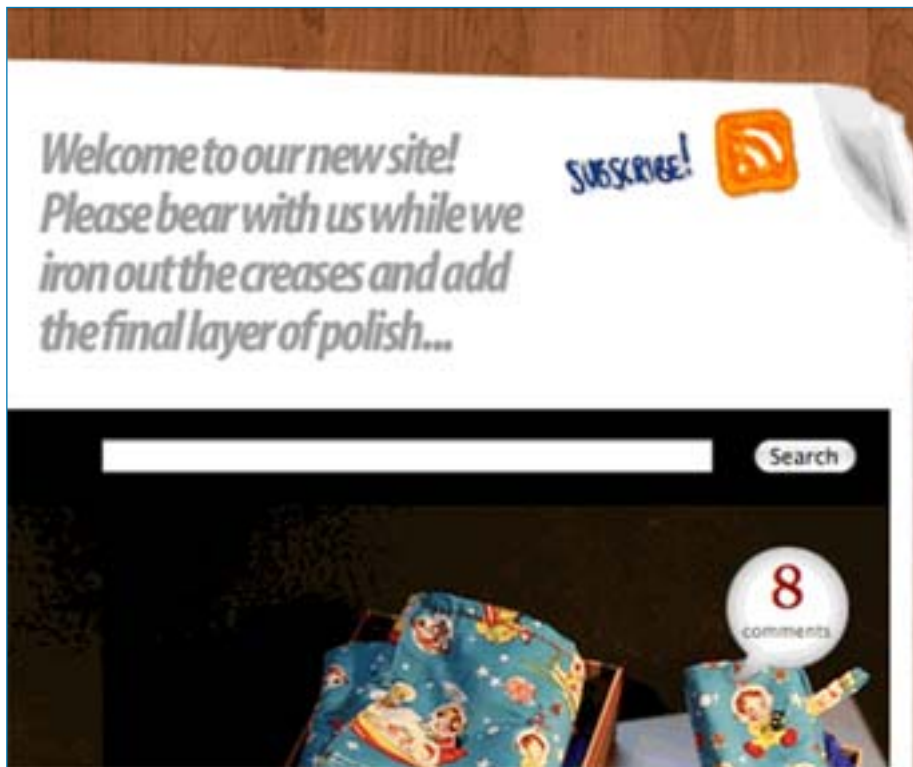 Welcome to our new site!
Please bear with us while we
iron out the creases and add
the final layer of polish...
SUBSCRIBE!
Search
8
comments